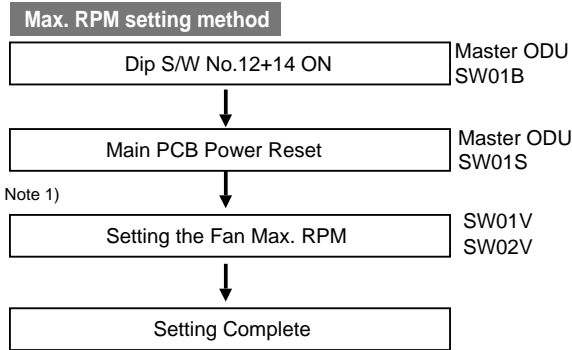 Max. RPM setting method
Dip S/W No.12+14 ON
Master ODU
SW01B
Main PCB Power Reset
Master ODU
SW01S
Note 1)
Setting the Fan Max. RPM
SW01V
SW02V
Setting Complete